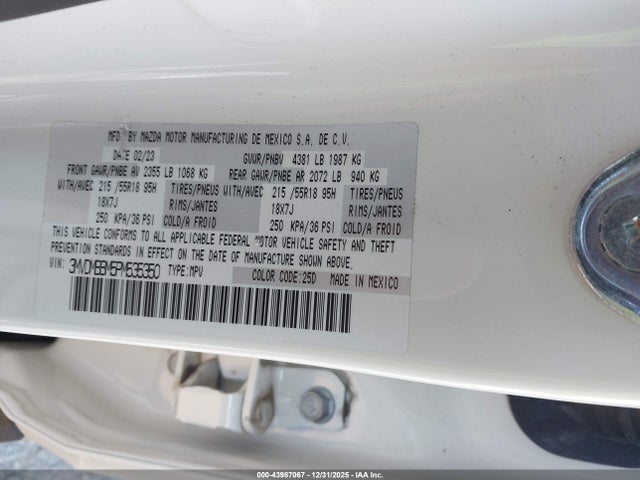 MFD BY MAZDA MOTOR MANUFACTURING DE MEXICO S.A. DE C.V.
DATE 02/23 GVWR/PNBV 4381 LB 1987 KG
FRONT GAWR/PNBE AV 2355 LB 1068 KG REAR GAWR/PNBE AR 2072 LB 940 KG
WITH/AVEC 215 /55R18 95H TIRES/PNEUS WITH/AVEC 215 /55R18 95H TIRES/PNEUS
18X7J RIMS/JANTES 18X7J RIMS/JANTES
250 KPA/36 PSI COLD/A FROID 250 KPA/36 PSI COLD/A FROID
THIS VEHICLE CONFORMS TO ALL APPLICABLE FEDERAL MOTOR VEHICLE SAFETY AND THEFT
PREVENTION STANDARDS IN EFFECT ON THE DATE OF MANUFACTURE SHOWN ABOVE.
VIN: 3MVDMBBM5PM535350 TYPE:MPV COLOR CODE:25D MADE IN MEXICO
000-43987067 - 12/31/2025 - IAA Inc.